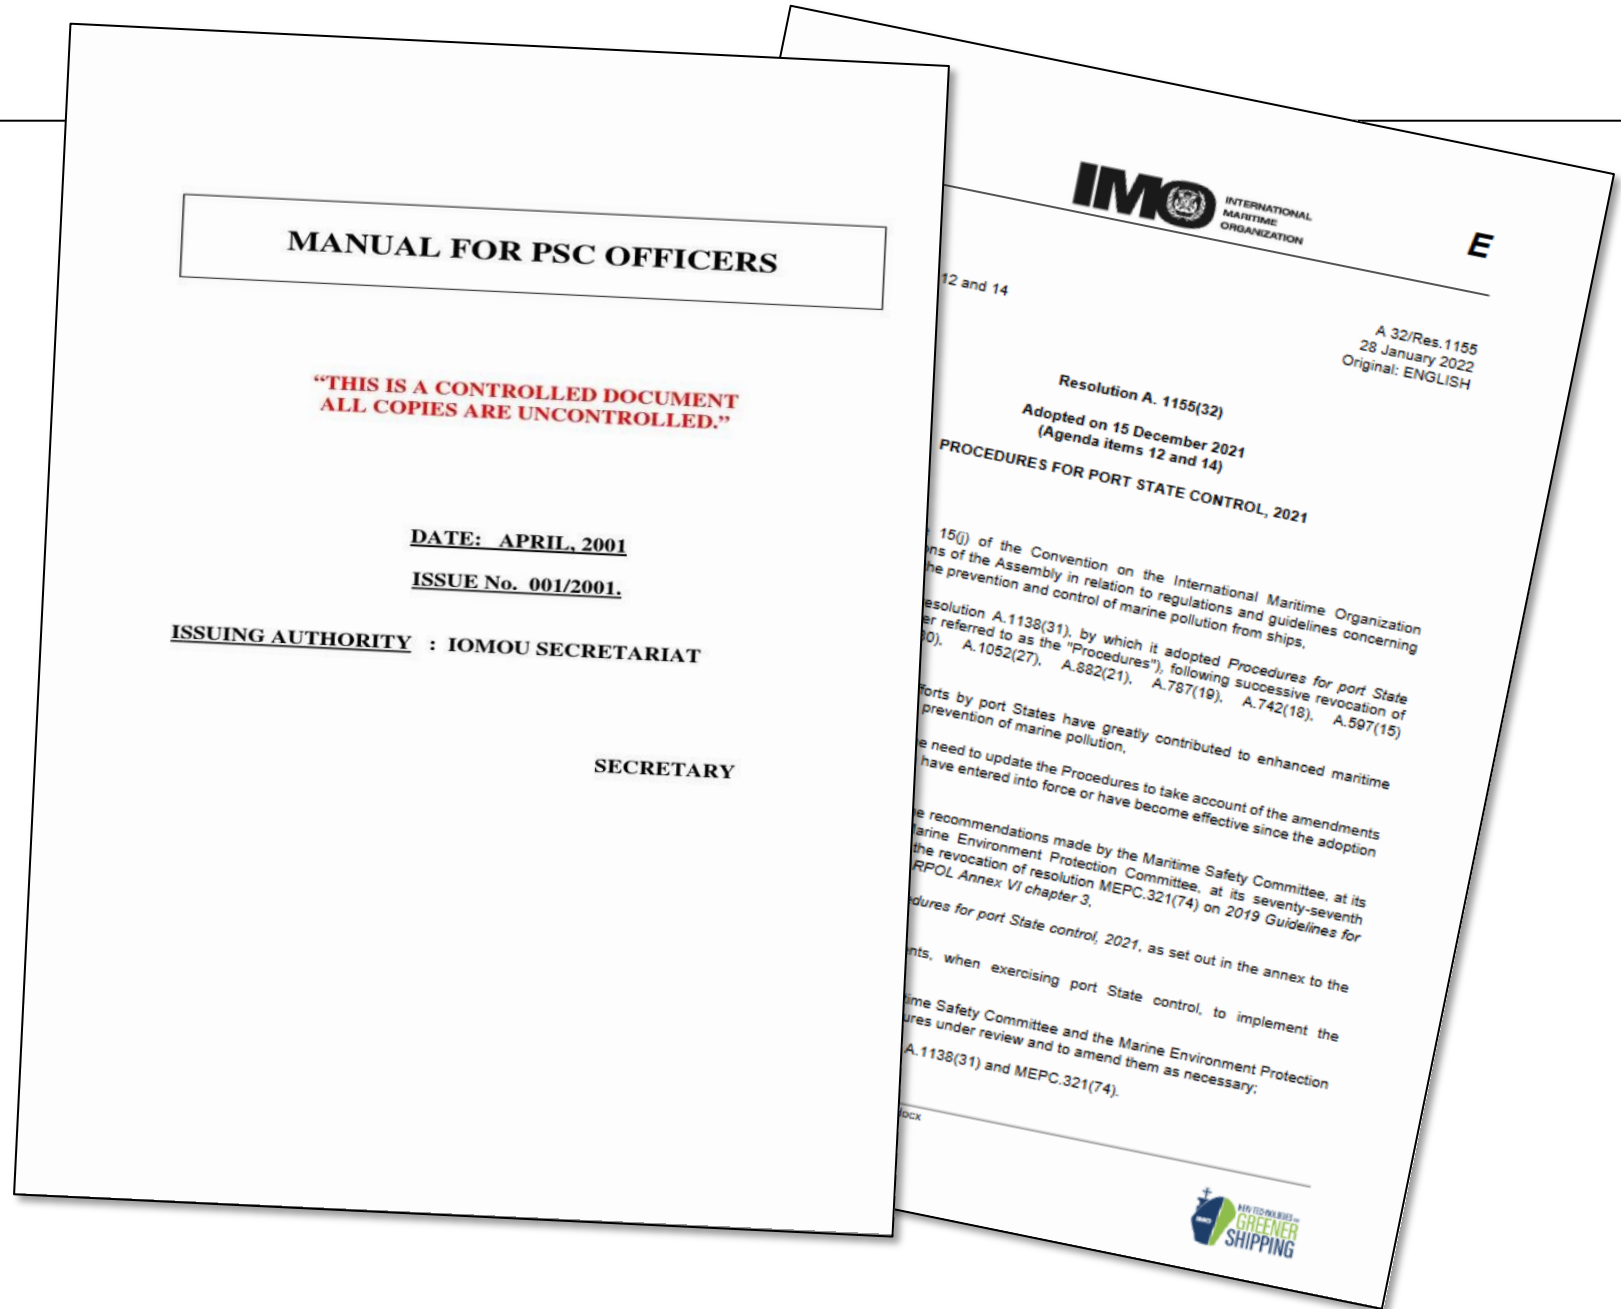 MANUAL FOR PSC OFFICERS
“THIS IS A CONTROLLED DOCUMENT
ALL COPIES ARE UNCONTROLLED.”
DATE: APRIL, 2001
ISSUE No. 001/2001.
ISSUING AUTHORITY : IOMOU SECRETARIAT
SECRETARY
IMO
INTERNATIONAL
MARITIME
ORGANIZATION
E
12 and 14
A 32/Res.1155
28 January 2022
Original: ENGLISH
Resolution A. 1155(32)
Adopted on 15 December 2021
(Agenda items 12 and 14)
PROCEDURES FOR PORT STATE CONTROL, 2021
15(j) of the Convention on the International Maritime Organization
ons of the Assembly in relation to regulations and guidelines concerning
he prevention and control of marine pollution from ships,
esolution A.1138(31), by which it adopted Procedures for port State
er referred to as the "Procedures"), following successive revocation of
30), A.1052(27), A.882(21), A.787(19), A.742(18), A.597(15)
forts by port States have greatly contributed to enhanced maritime
prevention of marine pollution,
e need to update the Procedures to take account of the amendments
have entered into force or have become effective since the adoption
e recommendations made by the Maritime Safety Committee, at its
Marine Environment Protection Committee, at its seventy-seventh
the revocation of resolution MEPC.321(74) on 2019 Guidelines for
RPOL Annex VI chapter 3,
edures for port State control, 2021, as set out in the annex to the
nts, when exercising port State control, to implement the
time Safety Committee and the Marine Environment Protection
ures under review and to amend them as necessary;
A.1138(31) and MEPC.321(74).
docx
IMO
NEW TECHNOLOGIES for
GREENER
SHIPPING